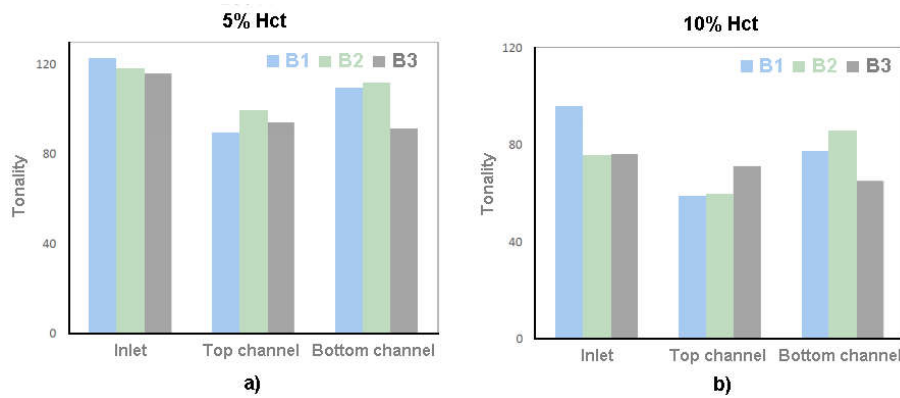 5% Hct
B1 B2 B3
120
80
40
0
Tonality
Inlet Top channel Bottom channel
a)
10% Hct
B1 B2 B3
120
80
40
0
Tonality
Inlet Top channel Bottom channel
b)